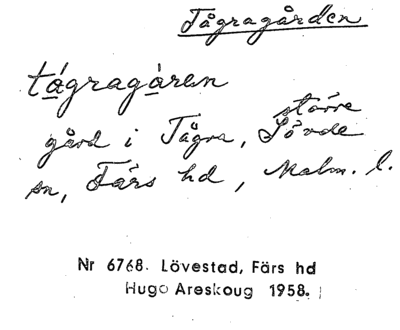 Tågragården
tågragåren
större
gård i Tågra, Sövde
sn, Färs hd, Malm. l.
Nr 6768. Lövestad, Färs hd
Hugo Areskoug 1958.